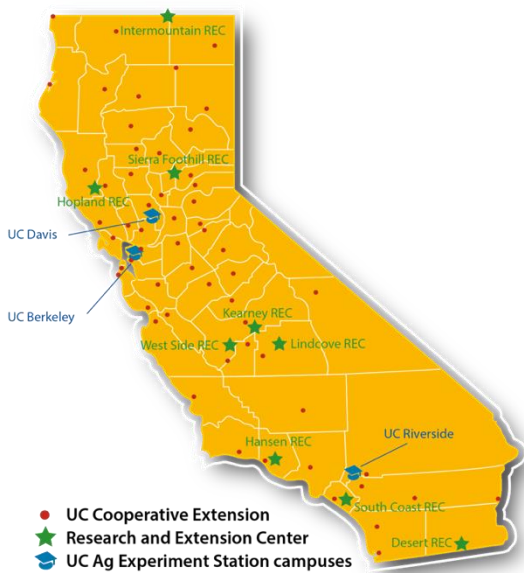 Intermountain REC
Sierra Foothill REC
Hopland REC
UC Davis
UC Berkeley
Kearney REC
West Side REC
Lindcove REC
UC Riverside
Hansen REC
South Coast REC
Desert REC
UC Cooperative Extension
Research and Extension Center
UC Ag Experiment Station campuses